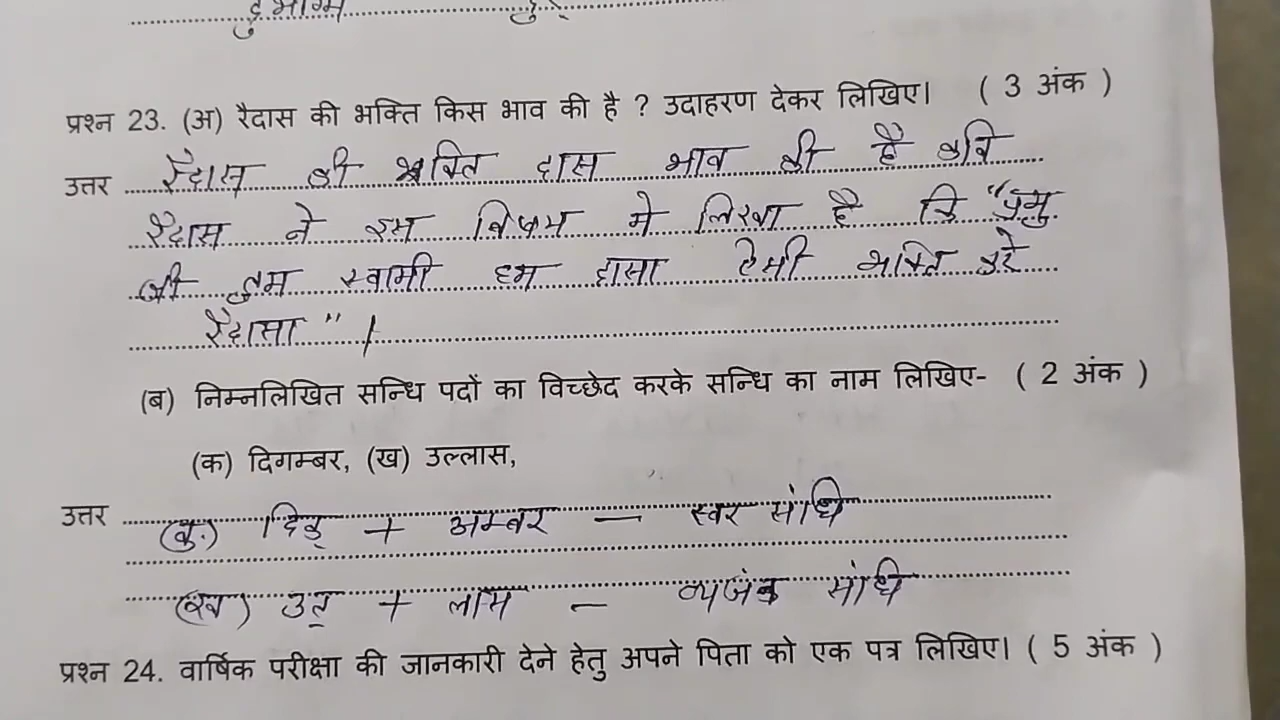 दुर्भाग्य
प्रश्न 23. (अ) रैदास की भक्ति किस भाव की है ? उदाहरण देकर लिखिए। ( 3 अंक )
उत्तर रैदास की भक्ति दास भाव की है कवि
रैदास ने इस विषय मे लिखा है कि "प्रभु
जी तुम स्वामी हम दासा ऐसी भक्ति करे
रैदासा" ।
(ब) निम्नलिखित सन्धि पदों का विच्छेद करके सन्धि का नाम लिखिए- ( 2 अंक )
(क) दिगम्बर, (ख) उल्लास,
उत्तर (क) दिक् + अम्बर – स्वर संधि
(ख) उत् + लास – व्यजंन संधि
प्रश्न 24. वार्षिक परीक्षा की जानकारी देने हेतु अपने पिता को एक पत्र लिखिए। ( 5 अंक )